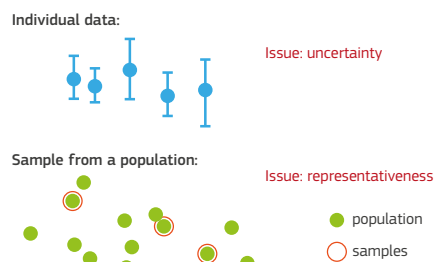 Individual data:
Issue: uncertainty
Sample from a population:
Issue: representativeness
population
samples